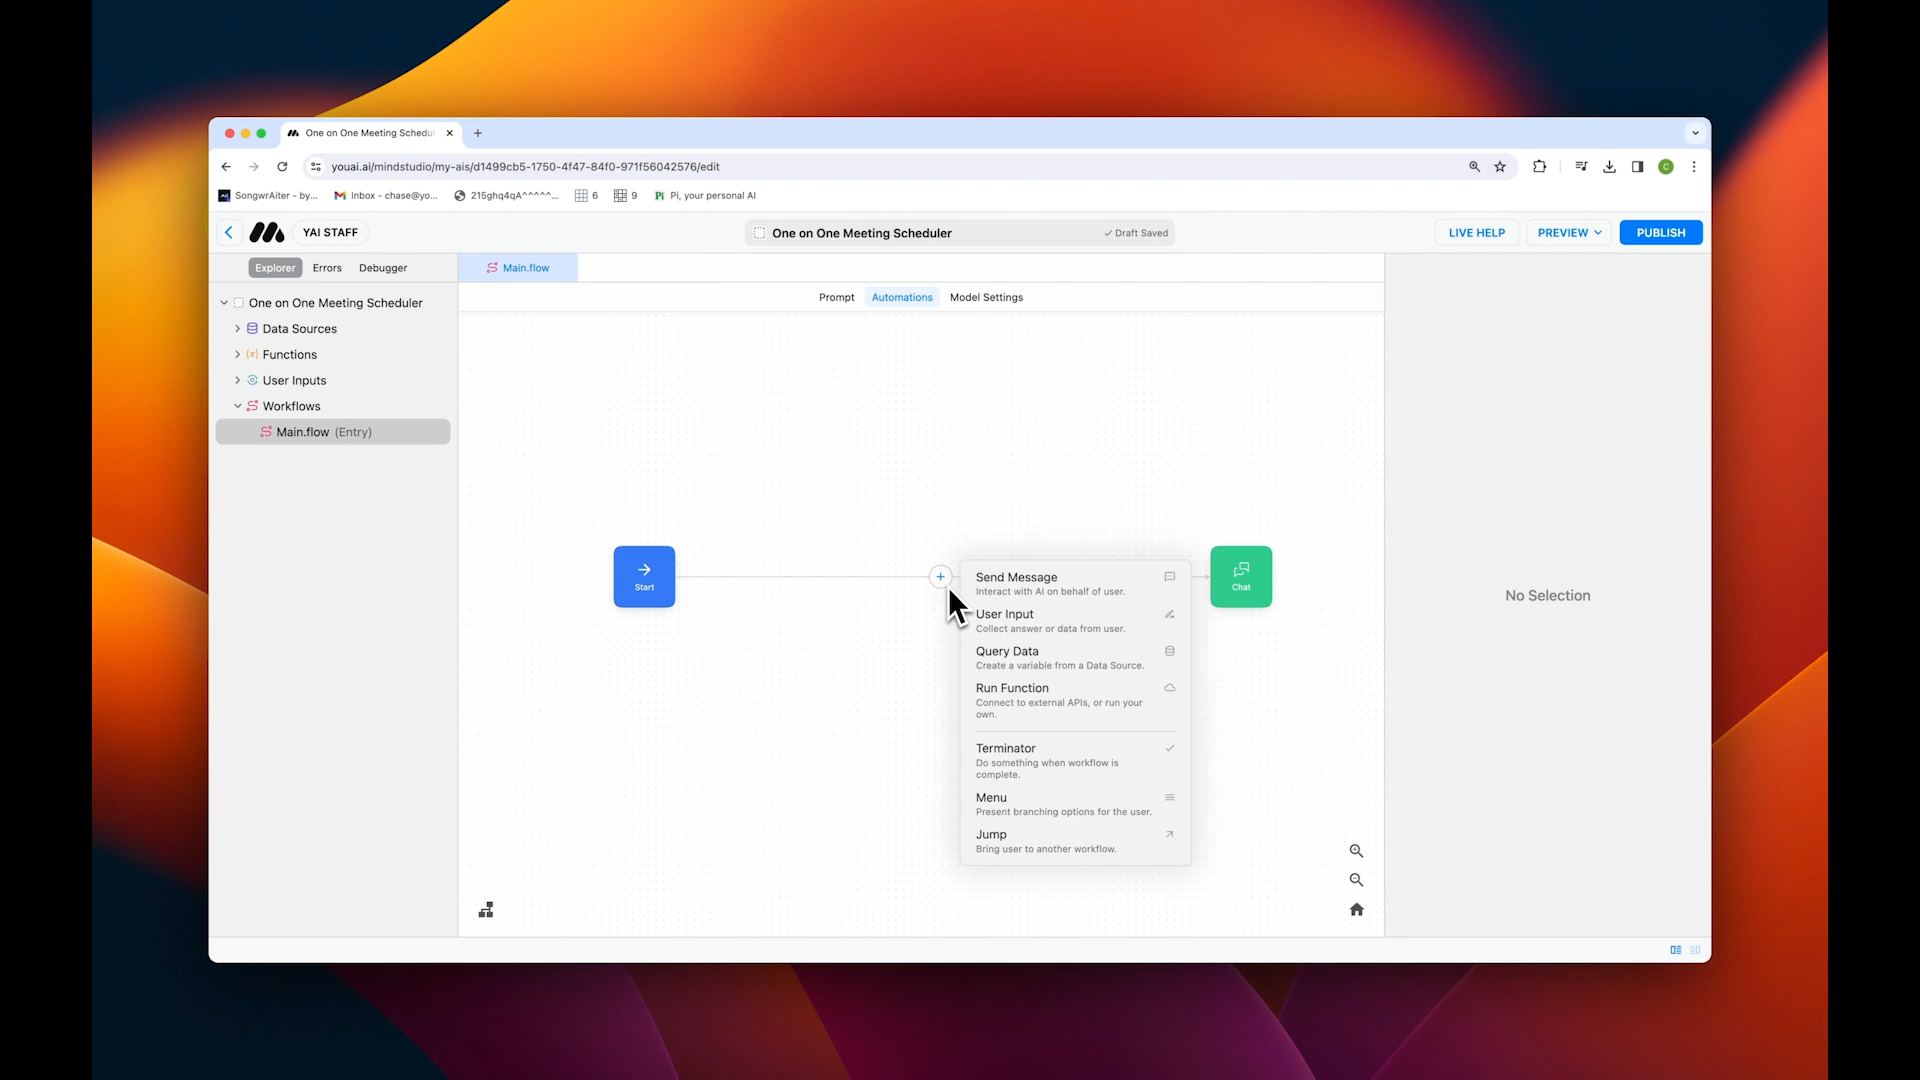 One on One Meeting Schedul
youai.ai/mindstudio/my-ais/d1499cb5-1750-4f47-84f0-971f56042576/edit
C
SongwrAiter - by...
Inbox - chase@yo...
215ghq4qA^^^^^...
6
9
Pi
Pi, your personal AI
YAI STAFF
One on One Meeting Scheduler
Draft Saved
LIVE HELP
PREVIEW
PUBLISH
Explorer
Errors
Debugger
Main.flow
One on One Meeting Scheduler
Data Sources
(x) Functions
User Inputs
Workflows
Main.flow (Entry)
Prompt
Automations
Model Settings
Start
Send Message
Interact with AI on behalf of user.
User Input
Collect answer or data from user.
Query Data
Create a variable from a Data Source.
Run Function
Connect to external APIs, or run your
own.
Terminator
Do something when workflow is
complete.
Menu
Present branching options for the user.
Jump
Bring user to another workflow.
Chat
No Selection